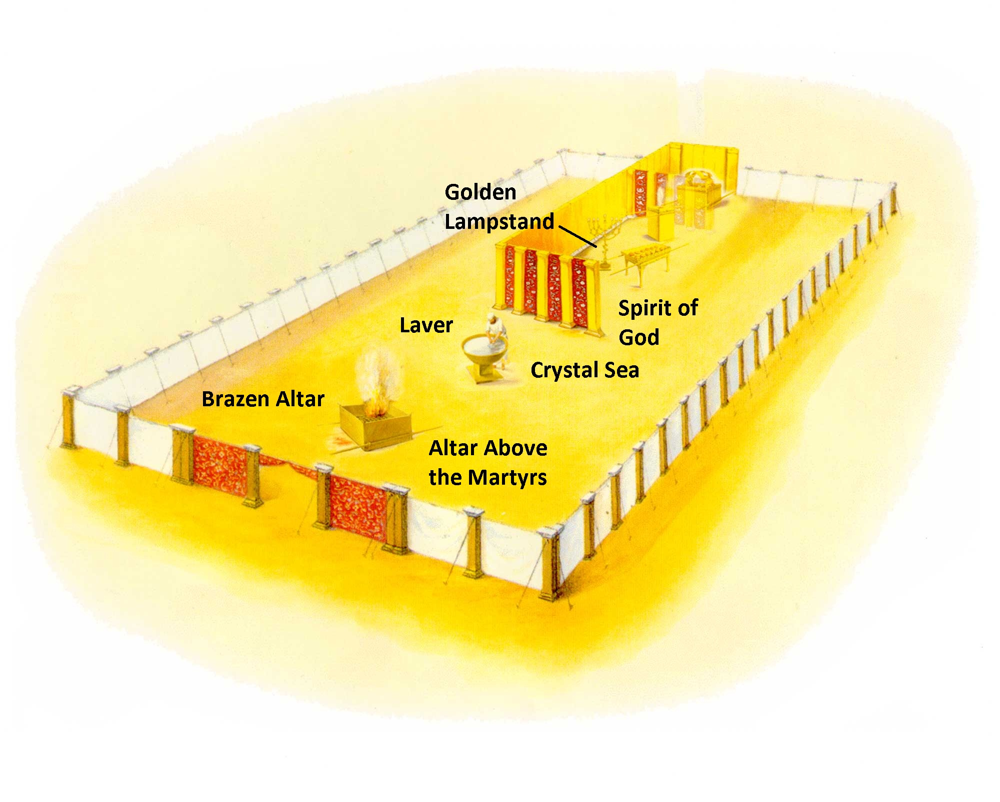 Golden
Lampstand
Spirit of
God
Laver
Crystal Sea
Brazen Altar
Altar Above
the Martyrs